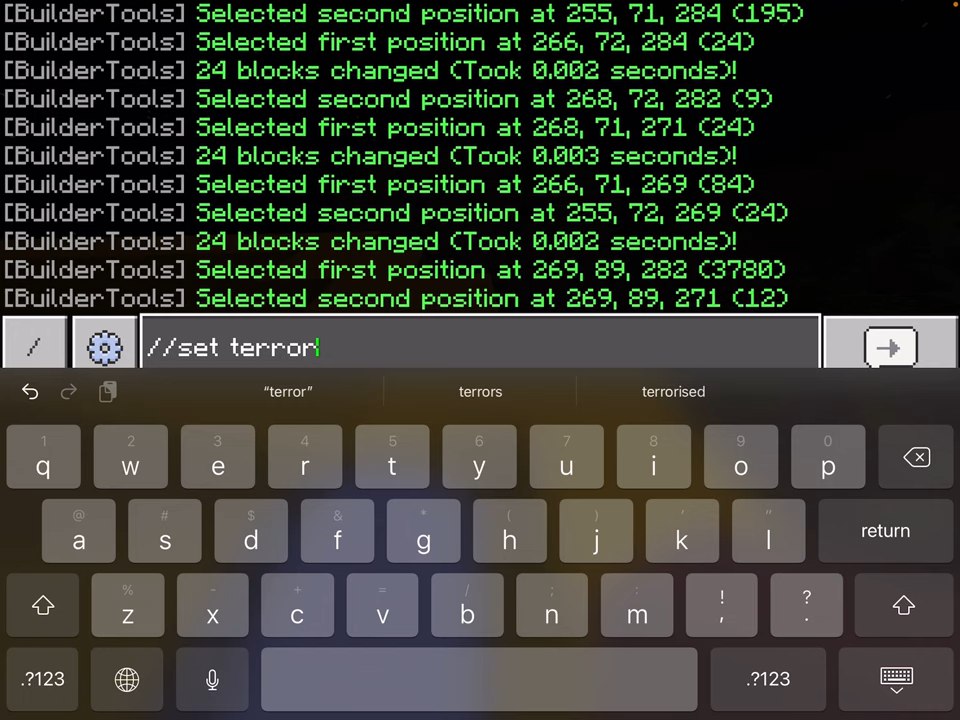 [BuilderTools] Selected second position at 255, 71, 284 (195)
[BuilderTools] Selected first position at 266, 72, 284 (24)
[BuilderTools] 24 blocks changed (Took 0.002 seconds)!
[BuilderTools] Selected second position at 268, 72, 282 (9)
[BuilderTools] Selected first position at 268, 71, 271 (24)
[BuilderTools] 24 blocks changed (Took 0.003 seconds)!
[BuilderTools] Selected first position at 266, 71, 269 (84)
[BuilderTools] Selected second position at 255, 72, 269 (24)
[BuilderTools] 24 blocks changed (Took 0.002 seconds)!
[BuilderTools] Selected first position at 269, 89, 282 (3780)
[BuilderTools] Selected second position at 269, 89, 271 (12)
/ //set terror
“terror” terrors terrorised
1 2 3 4 5 6 7 8 9 0
q w e r t y u i o p
@ # $ & * ( ) ' "
a s d f g h j k l return
% - + = / ; : ! ?
z x c v b n m , .
.?123 .?123